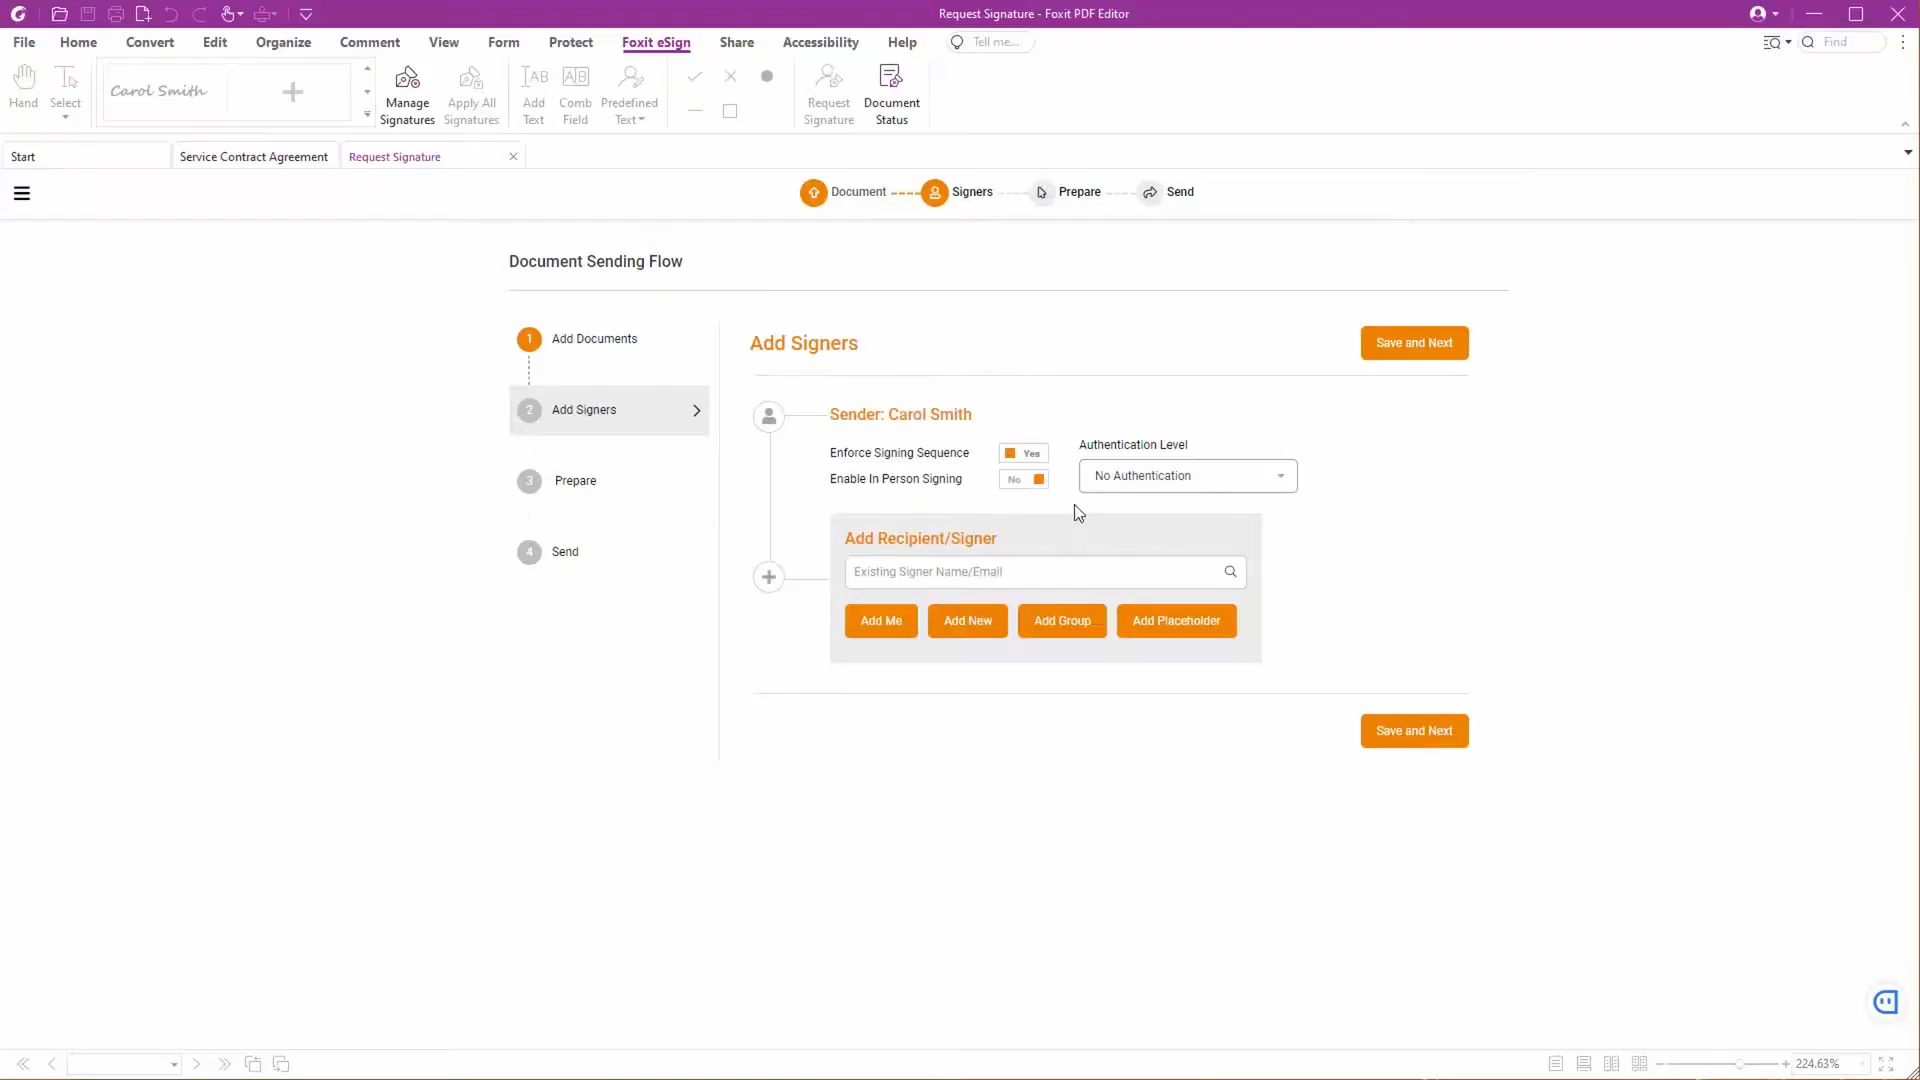 Request Signature - Foxit PDF Editor
File Home Convert Edit Organize Comment View Form Protect Foxit eSign Share Accessibility Help Tell me... Find
Carol Smith
Hand
Select
Manage
Signatures
Apply All
Signatures
Add
Text
Comb
Field
Predefined
Text
Request
Signature
Document
Status
Start
Service Contract Agreement
Request Signature
Document
Signers
Prepare
Send
Document Sending Flow
1 Add Documents
2 Add Signers
3 Prepare
4 Send
Add Signers
Save and Next
Sender: Carol Smith
Enforce Signing Sequence Yes
Enable In Person Signing No
Authentication Level
No Authentication
Add Recipient/Signer
Existing Signer Name/Email
Add Me
Add New
Add Group
Add Placeholder
Save and Next
224.63%